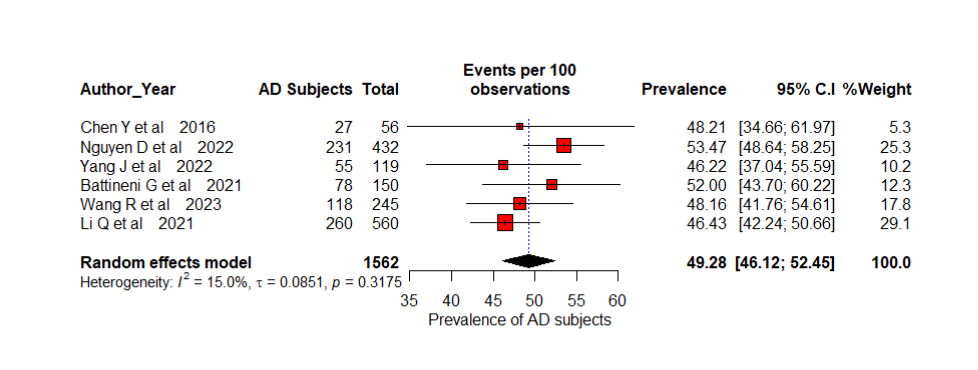 Events per 100
Author_Year AD Subjects Total observations Prevalence 95% C.I %Weight
Chen Y et al 2016 27 56 48.21 [34.66; 61.97] 5.3
Nguyen D et al 2022 231 432 53.47 [48.64; 58.25] 25.3
Yang J et al 2022 55 119 46.22 [37.04; 55.59] 10.2
Battineni G et al 2021 78 150 52.00 [43.70; 60.22] 12.3
Wang R et al 2023 118 245 48.16 [41.76; 54.61] 17.8
Li Q et al 2021 260 560 46.43 [42.24; 50.66] 29.1
Random effects model 1562 49.28 [46.12; 52.45] 100.0
Heterogeneity: I² = 15.0%, τ = 0.0851, p = 0.3175
35 40 45 50 55 60
Prevalence of AD subjects